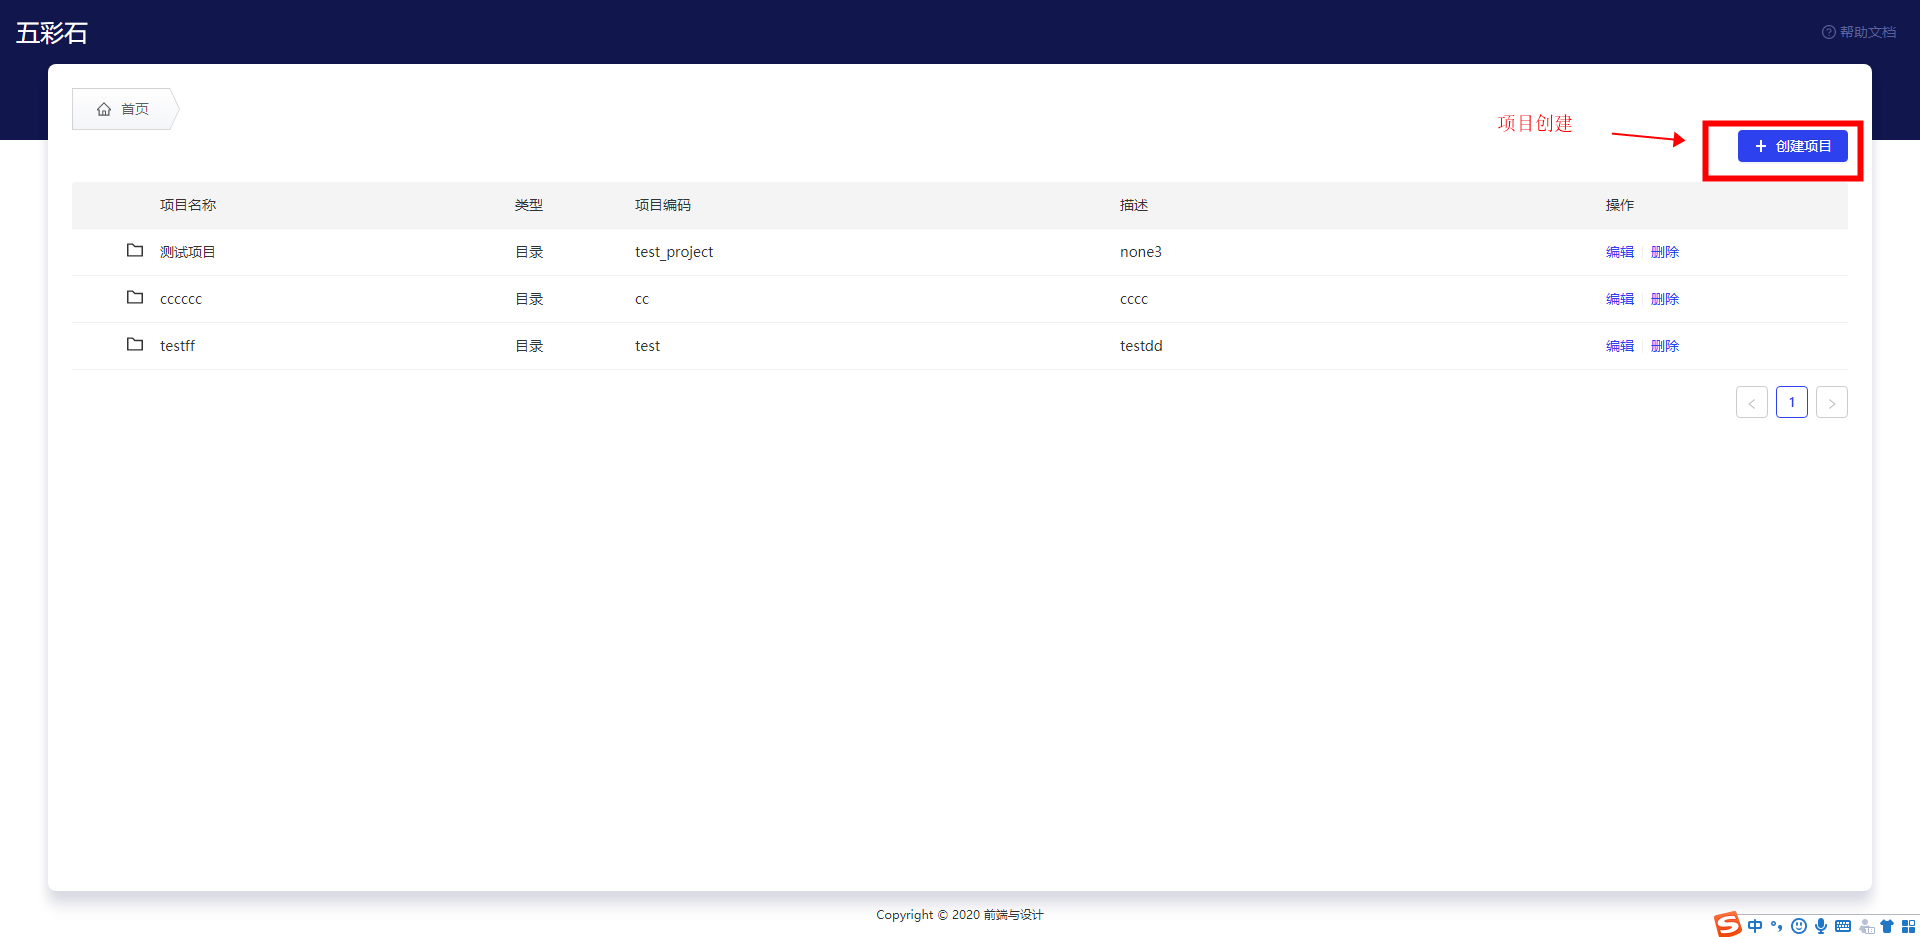 五彩石
帮助文档
首页
项目创建
创建项目
项目名称 类型 项目编码 描述 操作
测试项目 目录 test_project none3 编辑 删除
cccccc 目录 cc cccc 编辑 删除
testff 目录 test testdd 编辑 删除
< 1 >
Copyright © 2020 前端与设计
中